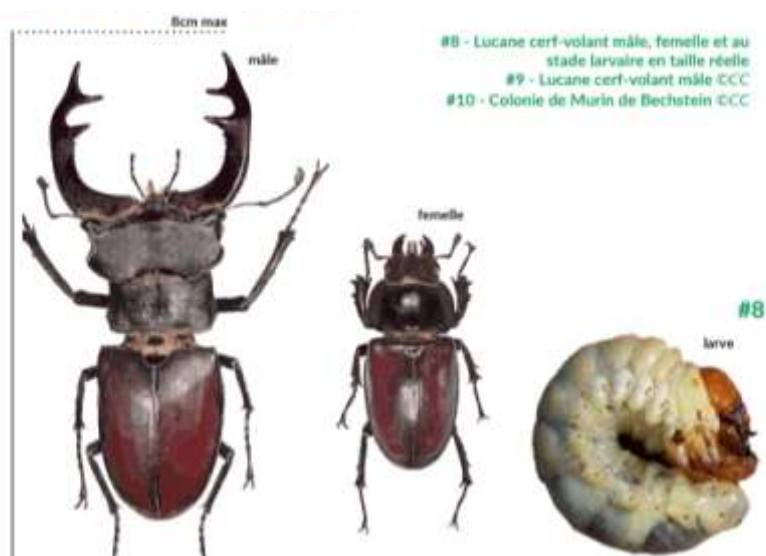 8cm max
mâle
#8 - Lucane cerf-volant mâle, femelle et au
stade larvaire en taille réelle
#9 - Lucane cerf-volant mâle ©CC
#10 - Colonie de Murin de Bechstein ©CC
femelle
#8
larve